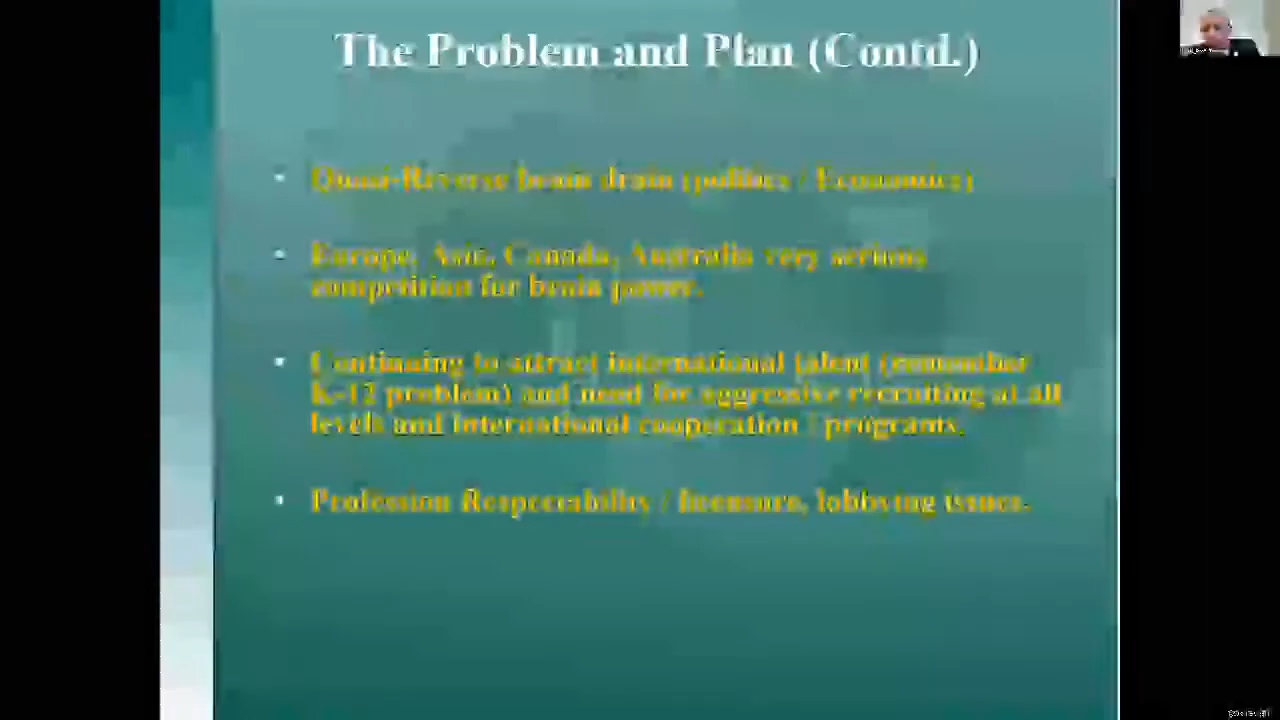 The Problem and Plan (Contd.)
• Quasi-Reverse brain drain (politics / Economics)
• Europe, Asia, Canada, Australia very serious
competition for brain power.
• Continuing to attract international talent (remember
K-12 problem) and need for aggressive recruiting at all
levels and international cooperation / programs.
• Profession Respectability / licensure, lobbying issues.